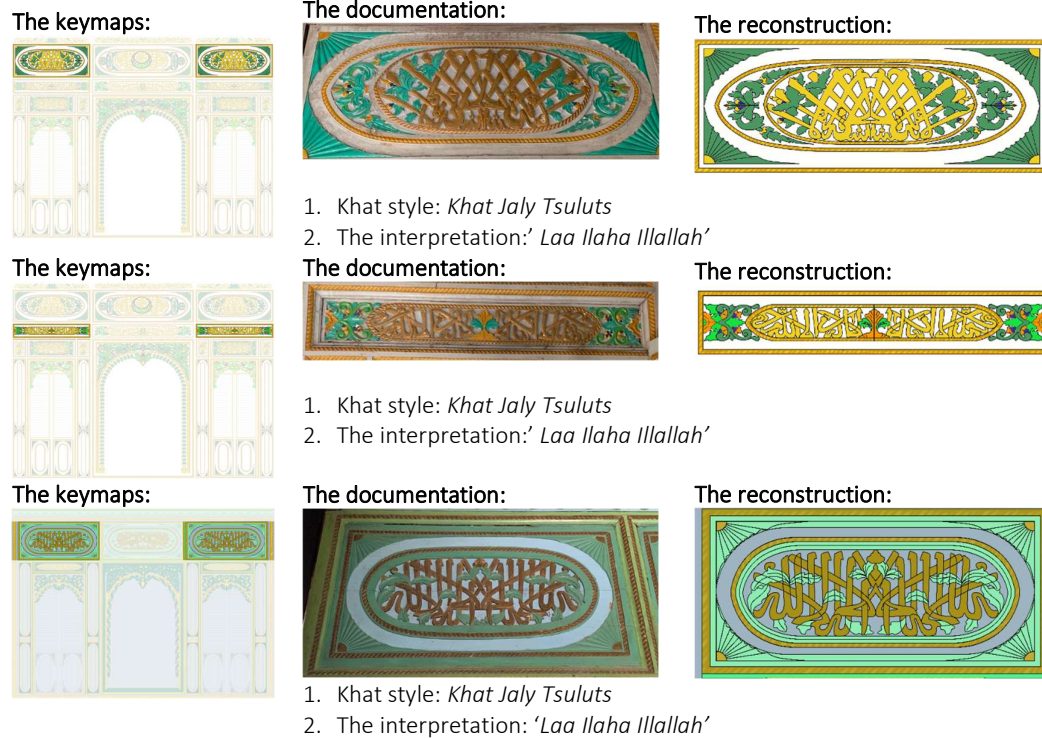 The keymaps:
The documentation:
The reconstruction:
1. Khat style: Khat Jaly Tsuluts
2. The interpretation:’ Laa Ilaha Illallah’
The keymaps:
The documentation:
The reconstruction:
1. Khat style: Khat Jaly Tsuluts
2. The interpretation:’ Laa Ilaha Illallah’
The keymaps:
The documentation:
The reconstruction:
1. Khat style: Khat Jaly Tsuluts
2. The interpretation: ‘Laa Ilaha Illallah’